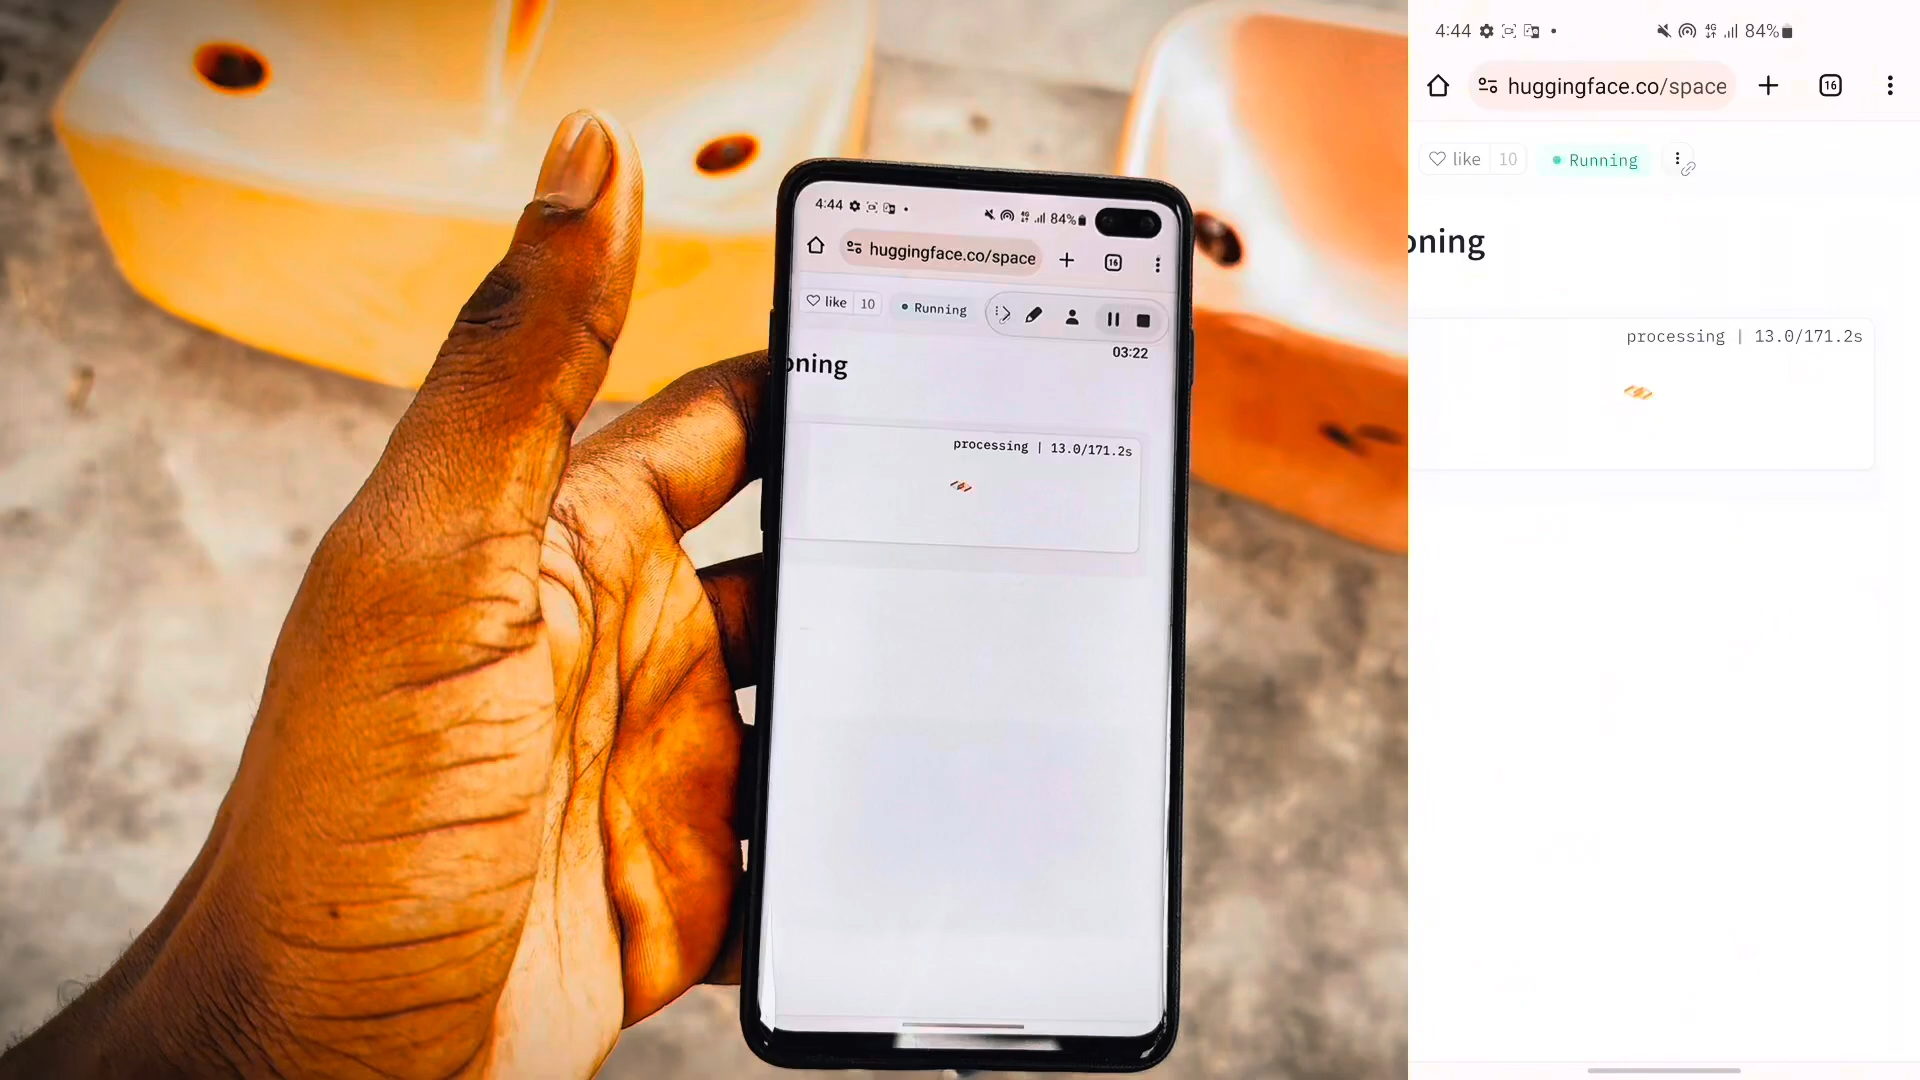 4:44 84%
huggingface.co/space 16
like 10 Running
03:22
oning
processing | 13.0/171.2s
4:44 84%
huggingface.co/space 16
like 10 Running
oning
processing | 13.0/171.2s